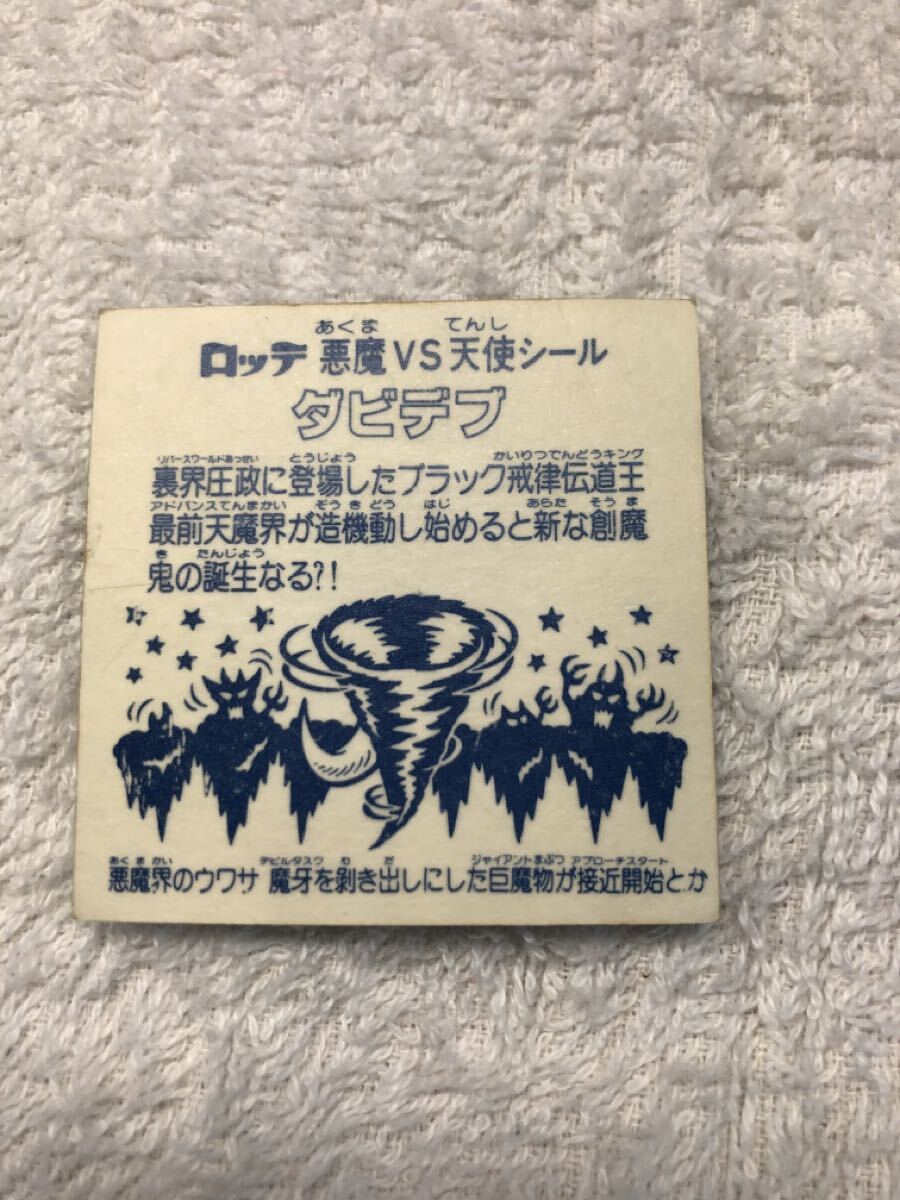 あくま てんし
ロッテ 悪魔VS天使シール
ダビデブ
リバースワールドあっせい とうじょう かいりつでんどうキング
裏界圧政に登場したブラック戒律伝道王
アドバンスてんまかい ぞうきどう はじ あらた そうま
最前天魔界が造機動し始めると新な創魔
き たんじょう
鬼の誕生なる?!
あくまかい デビルタスク む だ ジャイアントまぶつ アプローチスタート
悪魔界のウワサ 魔牙を剝き出しにした巨魔物が接近開始とか